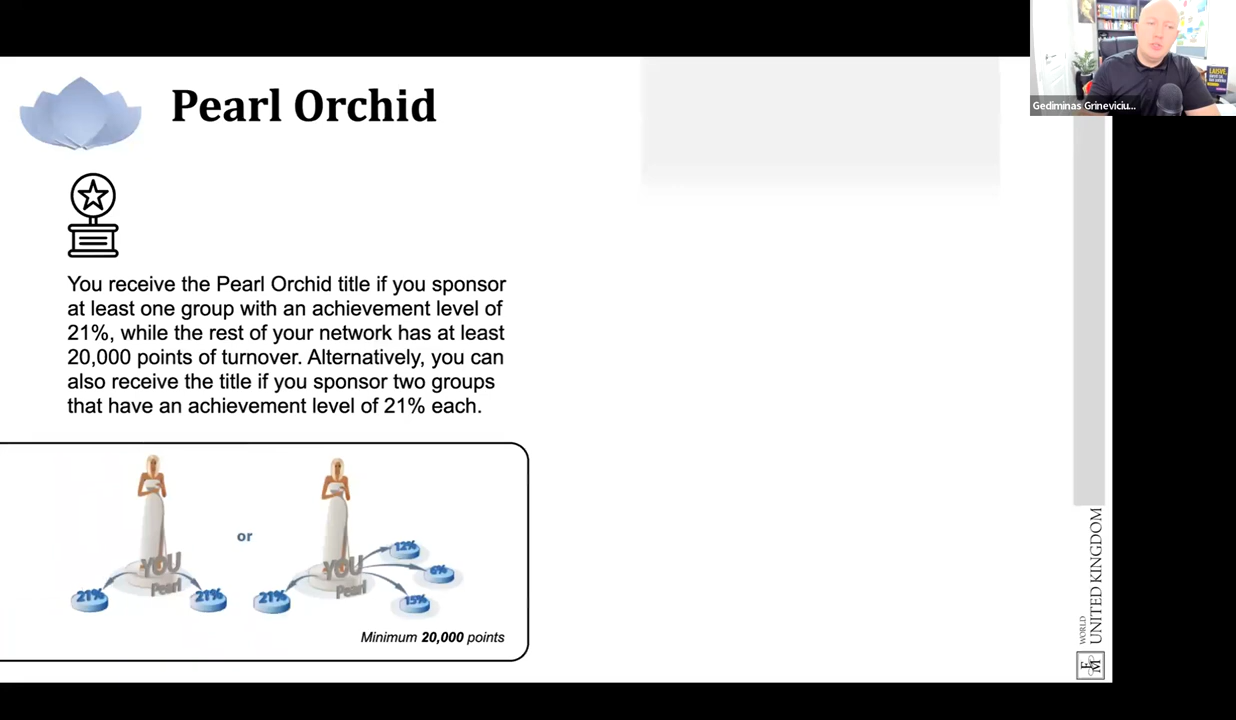 Pearl Orchid
Gediminas Grineviciu...
You receive the Pearl Orchid title if you sponsor
at least one group with an achievement level of
21%, while the rest of your network has at least
20,000 points of turnover. Alternatively, you can
also receive the title if you sponsor two groups
that have an achievement level of 21% each.
YOU
Pearl
21%
21%
or
YOU
Pearl
21%
12%
6%
15%
Minimum 20,000 points
WORLD
UNITED KINGDOM
FM